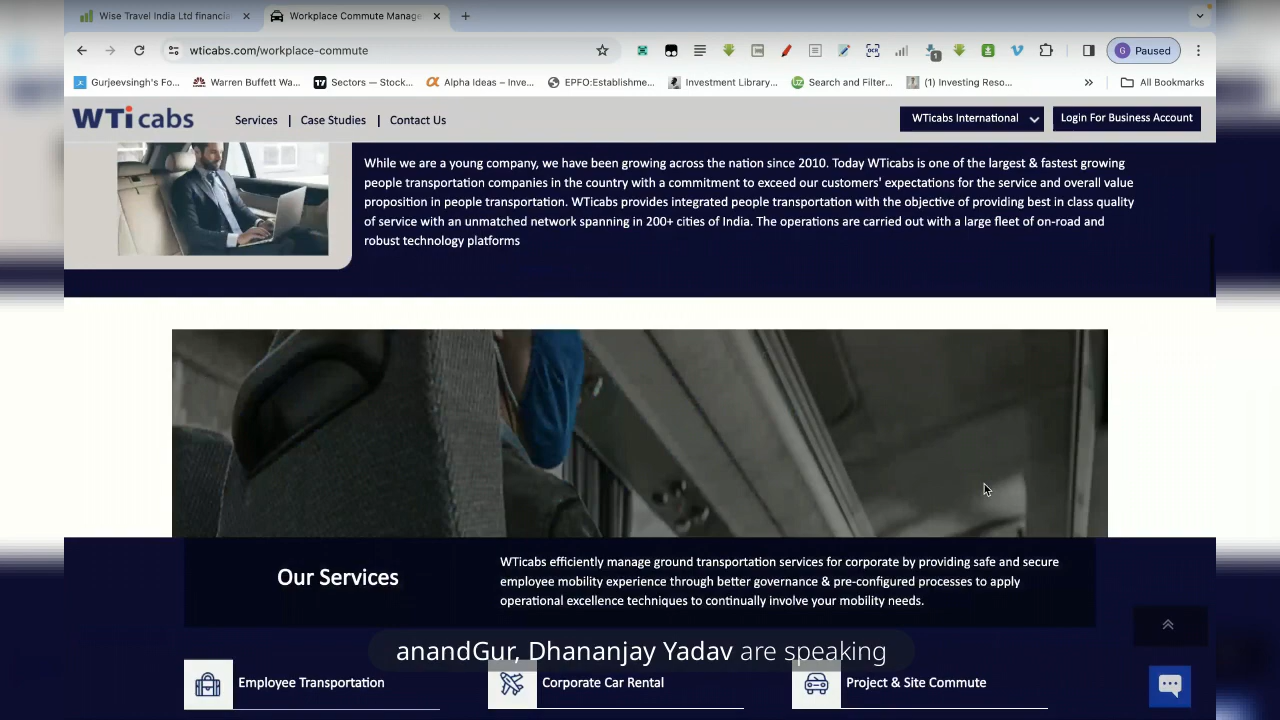 Wise Travel India Ltd financia
Workplace Commute Manage
wticabs.com/workplace-commute
1
G Paused
Gurjeevsingh's Fo...
Warren Buffett Wa...
Sectors — Stock...
Alpha Ideas – Inve...
EPFO:Establishme...
Investment Library...
Search and Filter...
(1) Investing Reso...
»
All Bookmarks
WTi cabs
Services | Case Studies | Contact Us
WTicabs International
Login For Business Account
While we are a young company, we have been growing across the nation since 2010. Today WTicabs is one of the largest & fastest growing
people transportation companies in the country with a commitment to exceed our customers' expectations for the service and overall value
proposition in people transportation. WTicabs provides integrated people transportation with the objective of providing best in class quality
of service with an unmatched network spanning in 200+ cities of India. The operations are carried out with a large fleet of on-road and
robust technology platforms
Our Services
WTicabs efficiently manage ground transportation services for corporate by providing safe and secure
employee mobility experience through better governance & pre-configured processes to apply
operational excellence techniques to continually involve your mobility needs.
anandGur, Dhananjay Yadav are speaking
Employee Transportation
Corporate Car Rental
Project & Site Commute